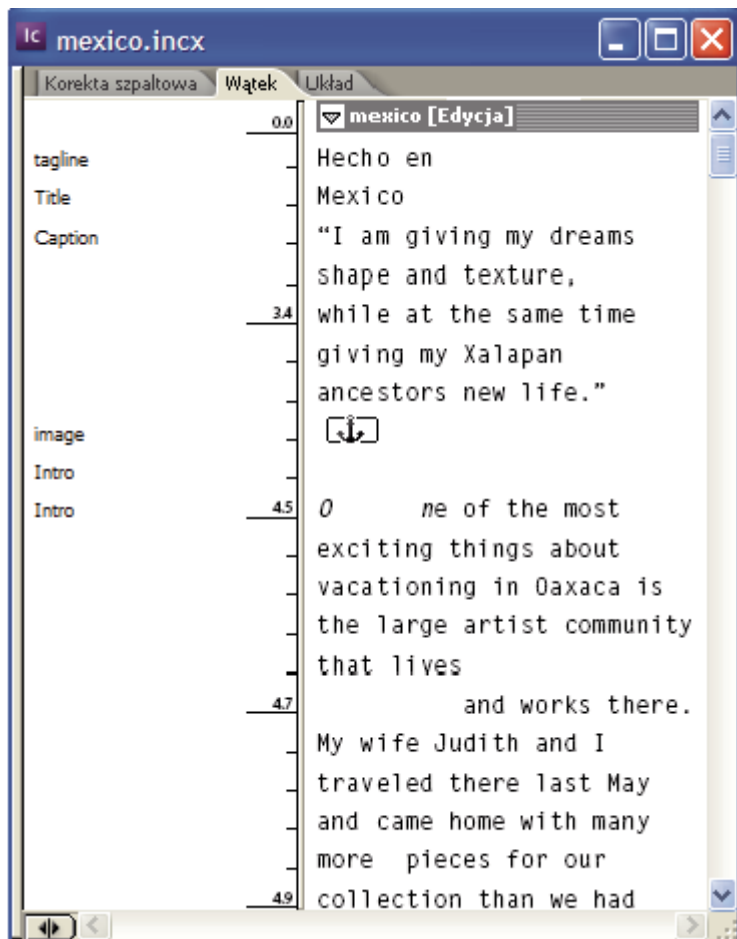 Ic mexico.incx
Korekta szpaltowa Wątek Układ
0.0 mexico [Edycja]
tagline Hecho en
Title Mexico
Caption “I am giving my dreams
shape and texture,
3.4 while at the same time
giving my Xalapan
ancestors new life.”
image
Intro
Intro 4.5 O ne of the most
exciting things about
vacationing in Oaxaca is
the large artist community
that lives
4.7 and works there.
My wife Judith and I
traveled there last May
and came home with many
more pieces for our
4.9 collection than we had